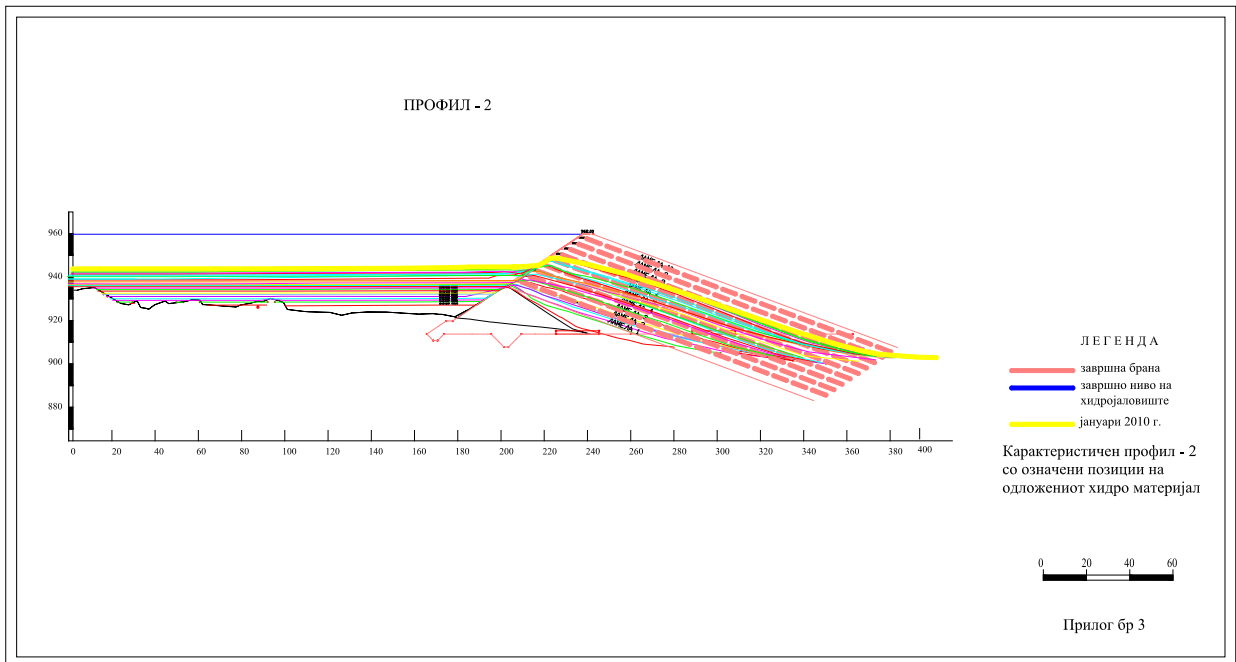 ПРОФИЛ - 2
960
940
920
900
880
0 20 40 60 80 100 120 140 160 180 200 220 240 260 280 300 320 340 360 380 400
Л Е Г Е Н Д А
завршна брана
завршно ниво на
хидројаловиште
јануари 2010 г.
Карактеристичен профил - 2
со означени позиции на
одложениот хидро материјал
0 20 40 60
Прилог бр 3
ЛАМЕЛА 1